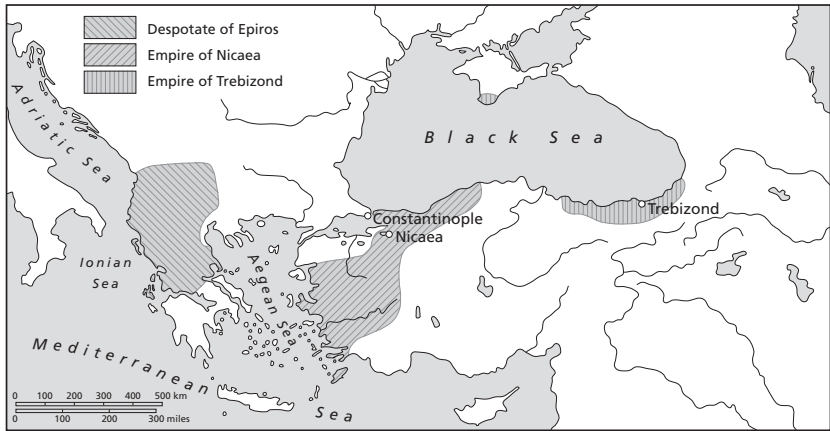 Despotate of Epiros
Empire of Nicaea
Empire of Trebizond
Adriatic Sea
Black Sea
Constantinople
Nicaea
Trebizond
Ionian
Sea
Aegean Sea
Mediterranean
Sea
0 100 200 300 400 500 km
0 100 200 300 miles